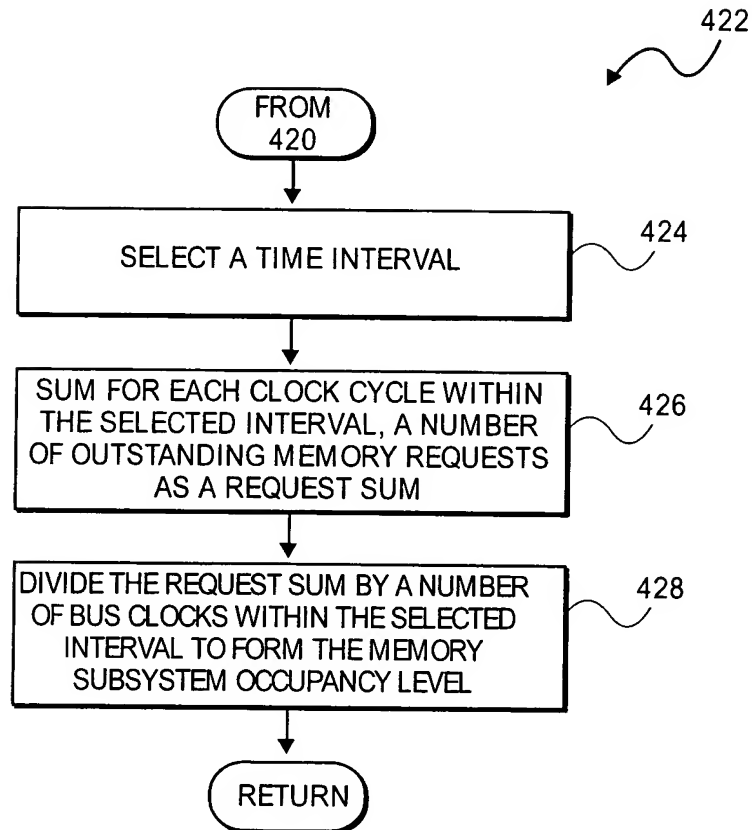 422
FROM
420
SELECT A TIME INTERVAL
424
SUM FOR EACH CLOCK CYCLE WITHIN
THE SELECTED INTERVAL, A NUMBER
OF OUTSTANDING MEMORY REQUESTS
AS A REQUEST SUM
426
DIVIDE THE REQUEST SUM BY A NUMBER
OF BUS CLOCKS WITHIN THE SELECTED
INTERVAL TO FORM THE MEMORY
SUBSYSTEM OCCUPANCY LEVEL
428
RETURN